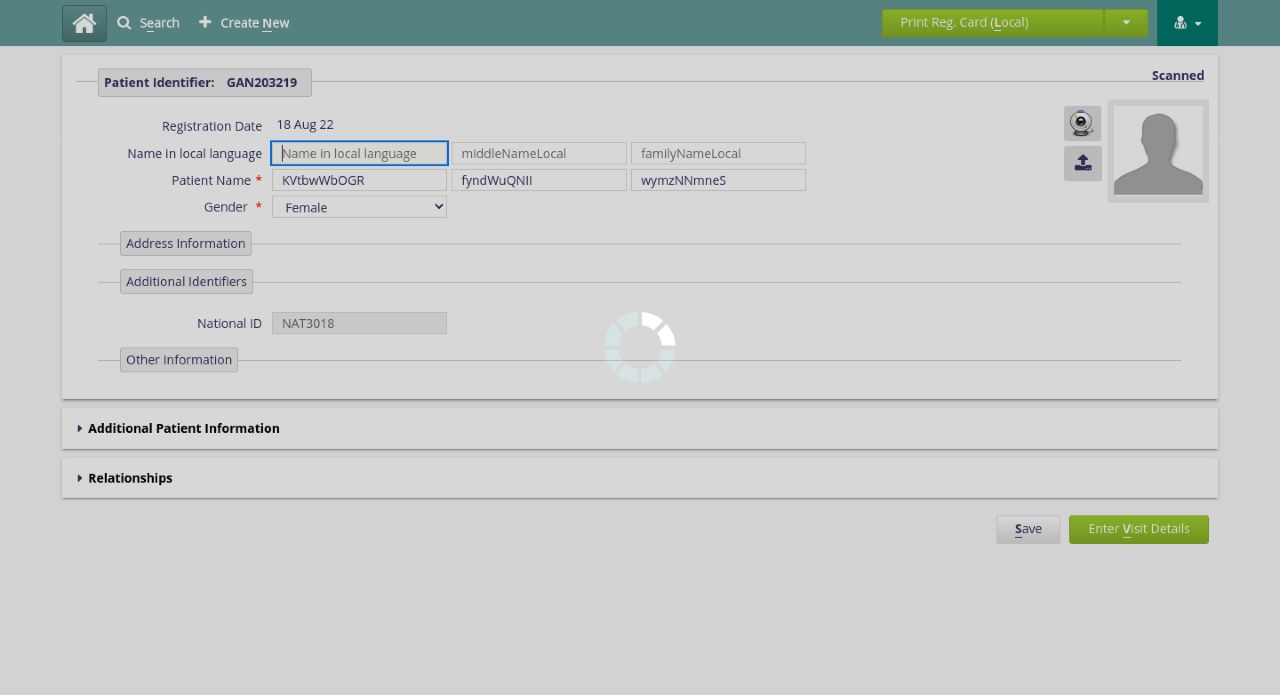 Search
Create New
Print Reg. Card (Local)
Patient Identifier: GAN203219
Scanned
Registration Date 18 Aug 22
Name in local language Name in local language middleNameLocal familyNameLocal
Patient Name * KVtbwWbOGR fyndWuQNII wymzNNmneS
Gender * Female
Address Information
Additional Identifiers
National ID NAT3018
Other Information
Additional Patient Information
Relationships
Save Enter Visit Details